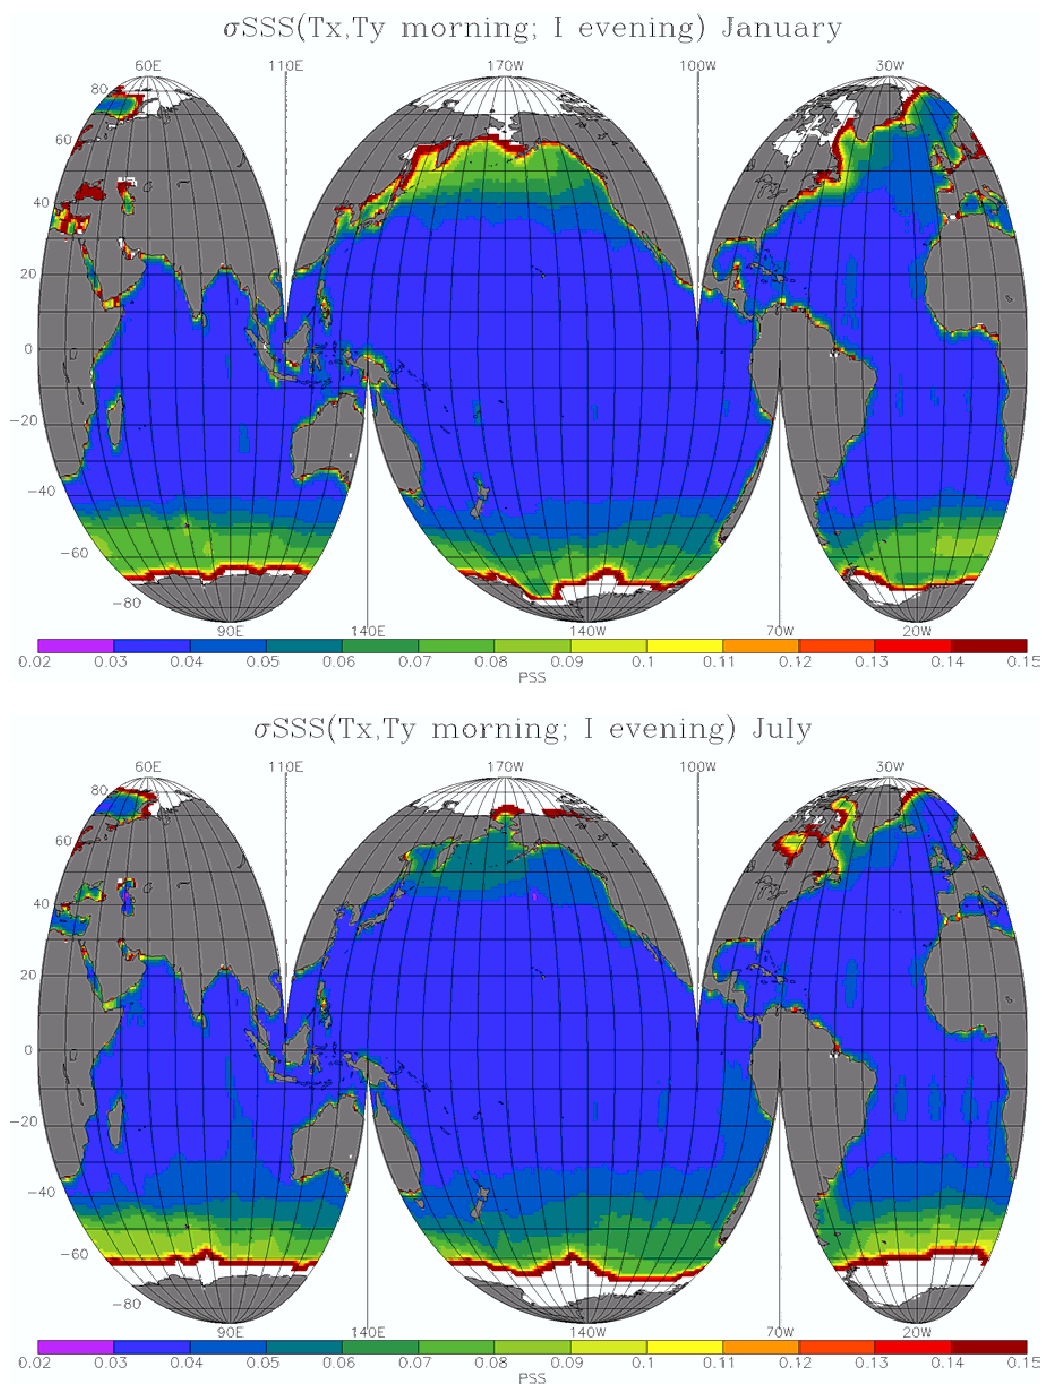 σSSS(Tx,Ty morning; I evening) January
60E 110E 170W 100W 30W
80
60
40
20
0
−20
−40
−60
−80
90E 140E 140W 70W 20W
0.02 0.03 0.04 0.05 0.06 0.07 0.08 0.09 0.1 0.11 0.12 0.13 0.14 0.15
PSS
σSSS(Tx,Ty morning; I evening) July
60E 110E 170W 100W 30W
80
60
40
20
0
−20
−40
−60
−80
90E 140E 140W 70W 20W
0.02 0.03 0.04 0.05 0.06 0.07 0.08 0.09 0.1 0.11 0.12 0.13 0.14 0.15
PSS